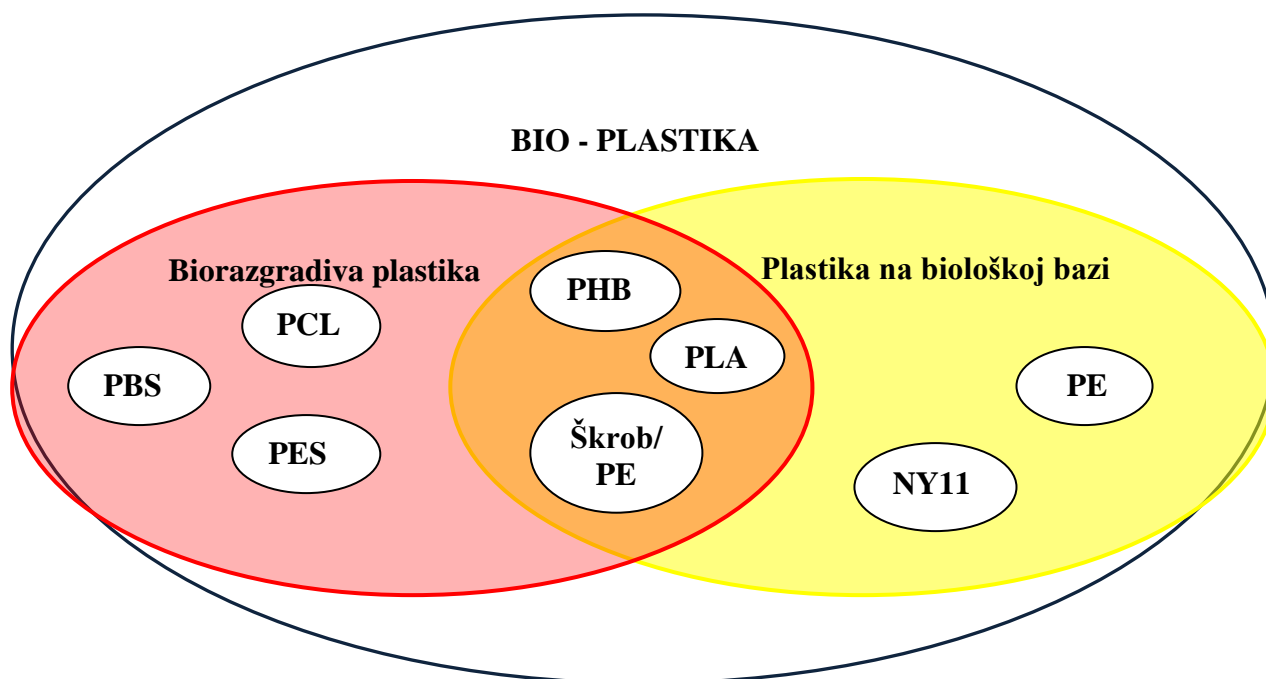 BIO - PLASTIKA
Biorazgradiva plastika
Plastika na biološkoj bazi
PHB
PCL
PLA
PBS
PE
Škrob/
PE
PES
NY11